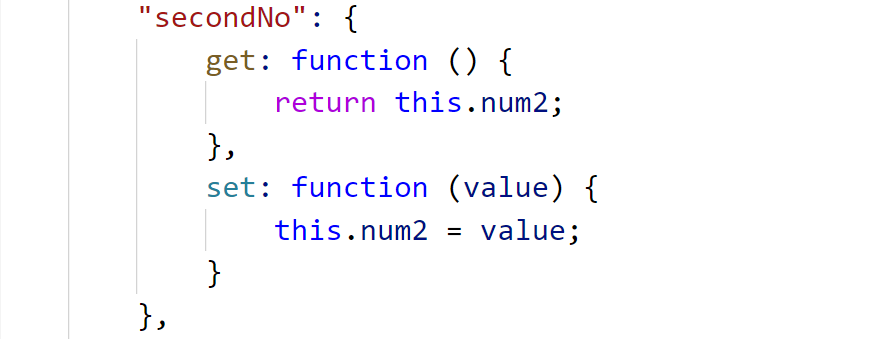 "secondNo": {
get: function () {
return this.num2;
},
set: function (value) {
this.num2 = value;
}
},